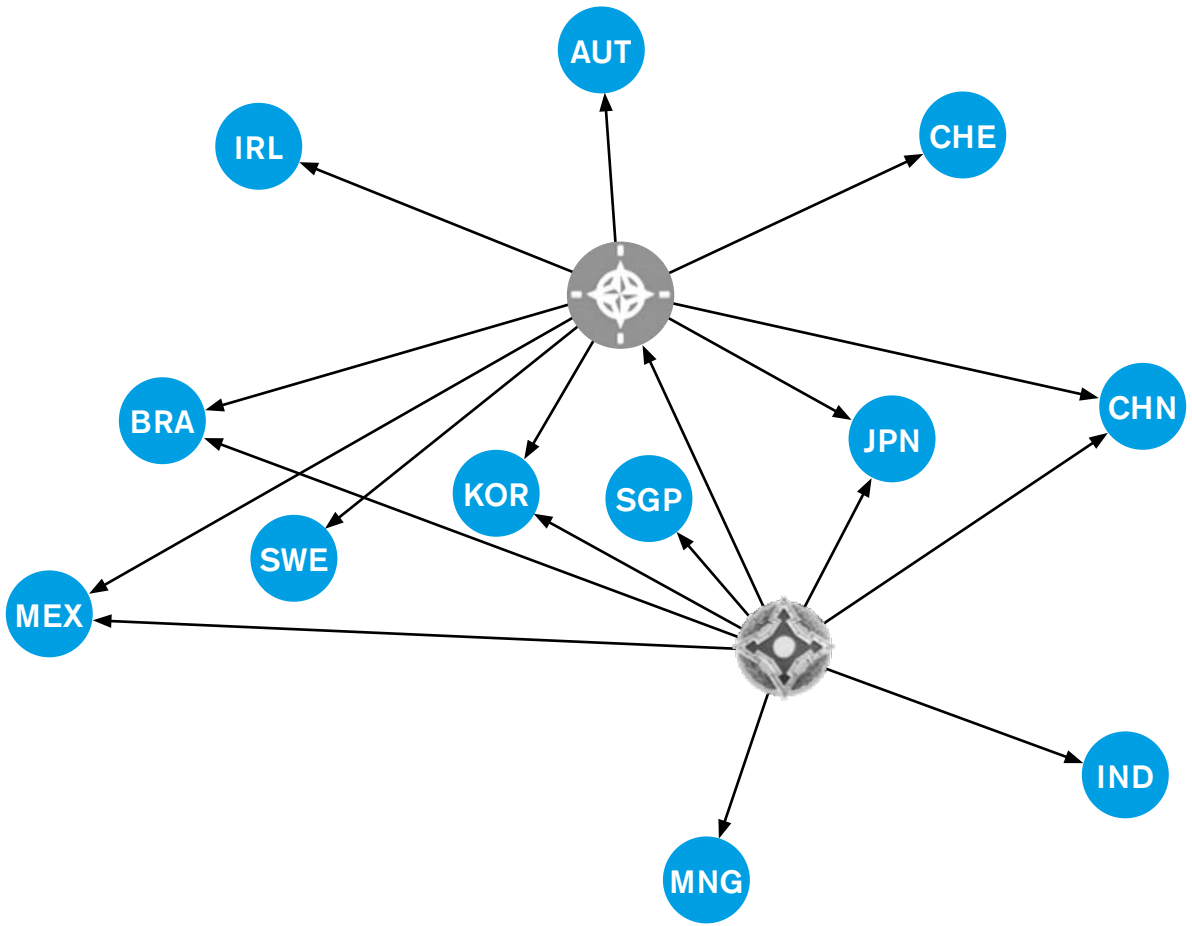 AUT
CHE
IRL
BRA
CHN
JPN
KOR
SGP
SWE
MEX
IND
MNG